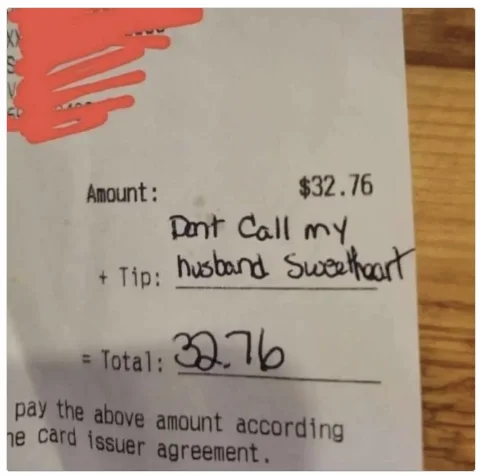 Amount: $32.76
Dont Call my
+ Tip: husband Sweetheart
= Total: 32.76
pay the above amount according
card issuer agreement.